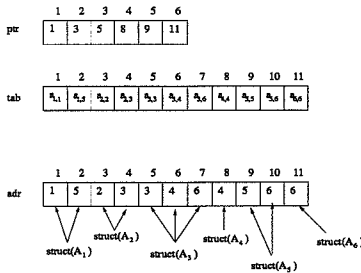 1 2 3 4 5 6
ptr 1 3 5 8 9 11
1 2 3 4 5 6 7 8 9 10 11
tab a1,1 a1,5 a2,2 a2,3 a3,3 a3,4 a3,6 a4,4 a5,5 a5,6 a6,6
1 2 3 4 5 6 7 8 9 10 11
adr 1 5 2 3 3 4 6 4 5 6 6
struct(A1) struct(A2) struct(A3) struct(A4) struct(A5) struct(A6)